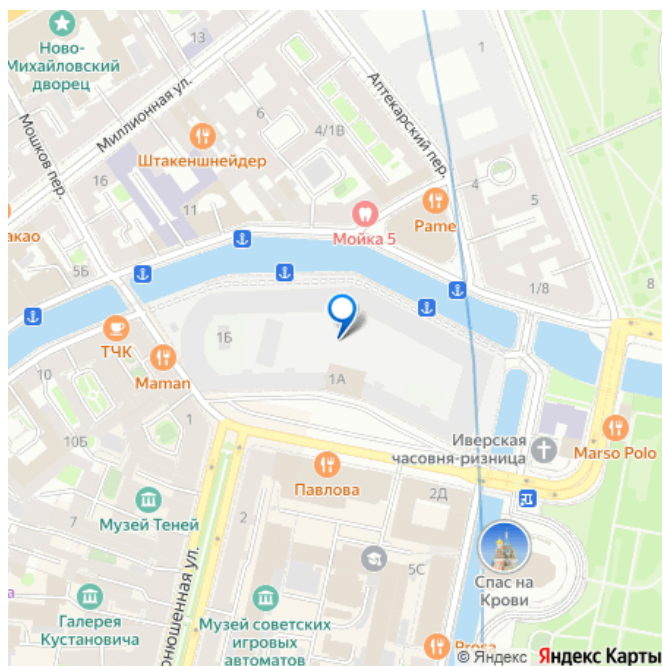 Ново-
Михайловский
дворец
Миллионная ул.
Мошков пер.
Аптекарский пер.
1
6
4/1В
Штакеншнейдер
16
11
4
5
Pame
Мойка 5
акао
5Б
1/8
8
1Б
ТЧК
Maman
10
1А
10Б
1
Иверская
часовня-ризница
Marso Polo
Павлова
2Д
Музей Теней
2
7
5С
Спас на
Крови
онюшенная ул.
а
Галерея
Кустановича
Музей советских
игровых
автоматов
© Яндекс Яндекс Карты